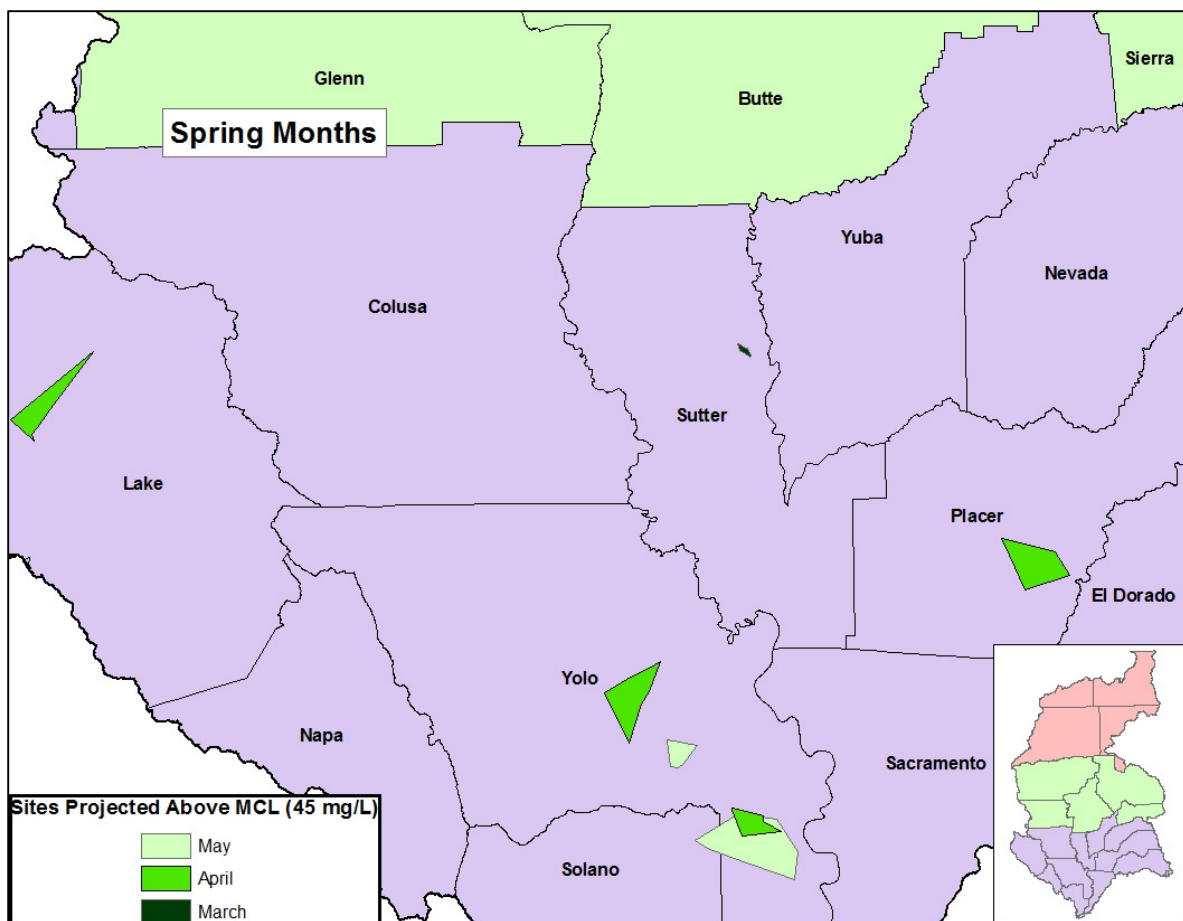 Glenn
Butte
Sierra
Spring Months
Yuba
Nevada
Colusa
Sutter
Lake
Placer
El Dorado
Yolo
Napa
Sacramento
Solano
Sites Projected Above MCL (45 mg/L)
May
April
March